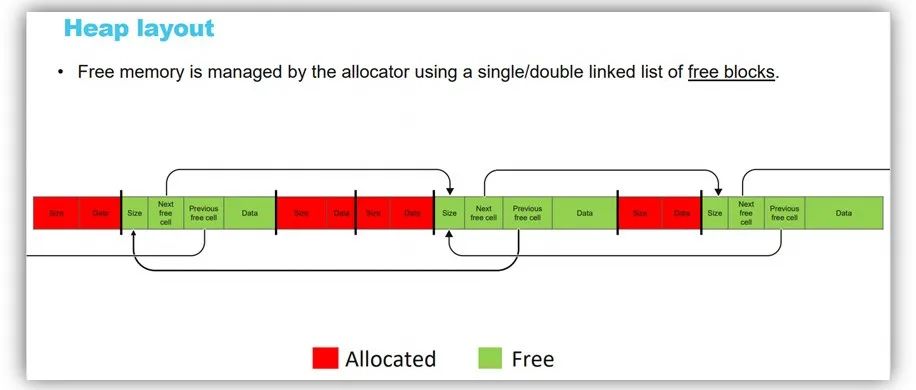 Heap layout
• Free memory is managed by the allocator using a single/double linked list of free blocks.
Size Data Size Next free cell Previous free cell Data Size Data Size Data Size Next free cell Previous free cell Data Size Data Size Next free cell Previous free cell Data
Allocated Free